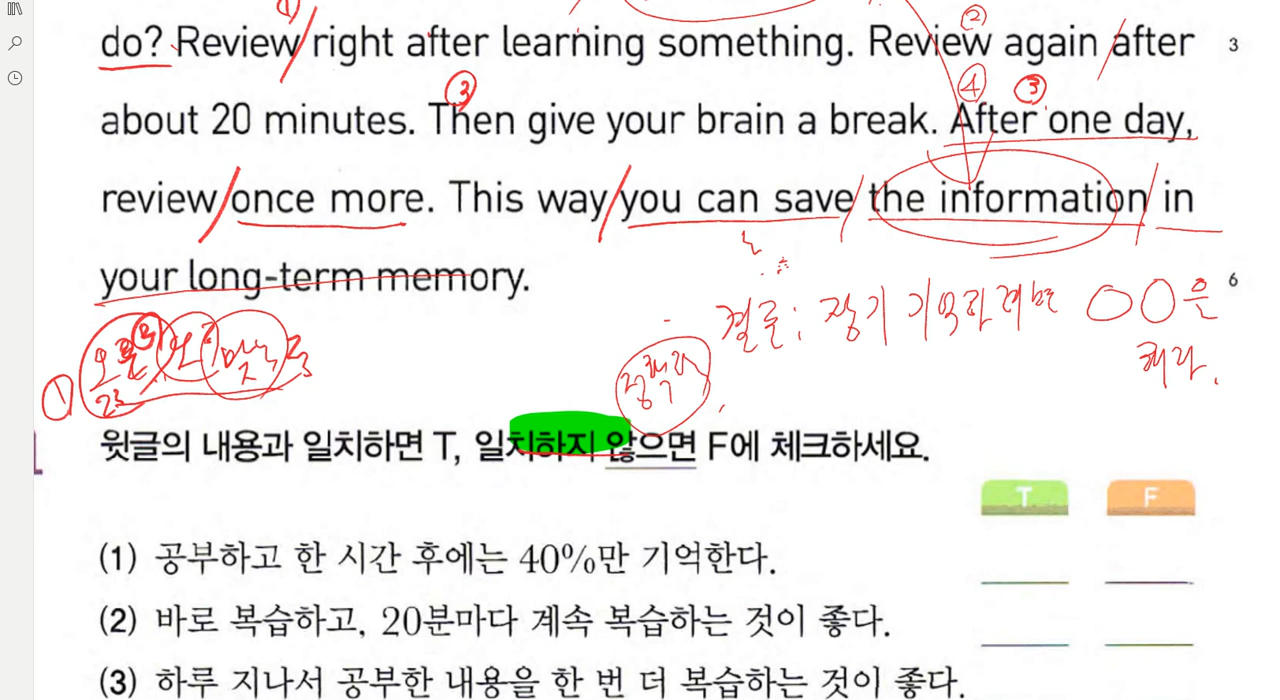 do? Review right after learning something. Review again after 3
about 20 minutes. Then give your brain a break. After one day,
review once more. This way you can save the information in
your long-term memory. 6
결론: 장기 기억하려면 OO은
해라.
윗글의 내용과 일치하면 T, 일치하지 않으면 F에 체크하세요.
T F
(1) 공부하고 한 시간 후에는 40%만 기억한다.
(2) 바로 복습하고, 20분마다 계속 복습하는 것이 좋다.
(3) 하루 지나서 공부한 내용을 한 번 더 복습하는 것이 좋다.